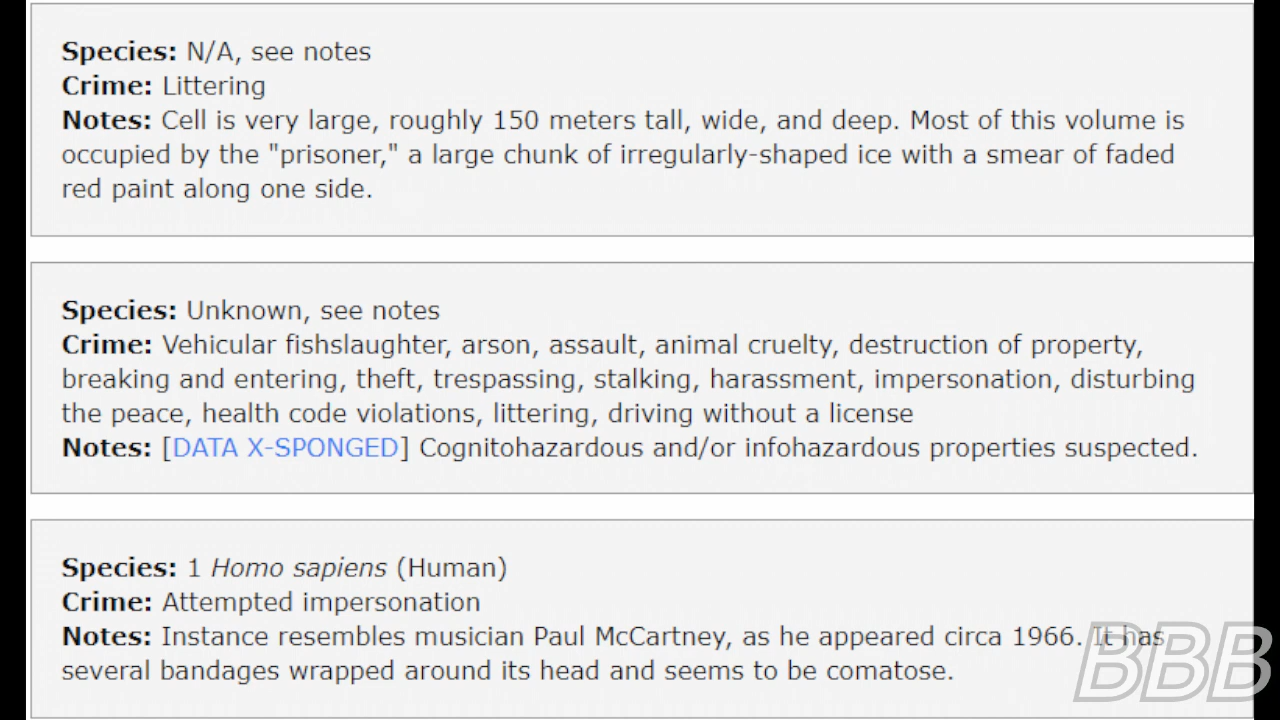 Species: N/A, see notes
Crime: Littering
Notes: Cell is very large, roughly 150 meters tall, wide, and deep. Most of this volume is
occupied by the "prisoner," a large chunk of irregularly-shaped ice with a smear of faded
red paint along one side.
Species: Unknown, see notes
Crime: Vehicular fishslaughter, arson, assault, animal cruelty, destruction of property,
breaking and entering, theft, trespassing, stalking, harassment, impersonation, disturbing
the peace, health code violations, littering, driving without a license
Notes: [DATA X-SPONGED] Cognitohazardous and/or infohazardous properties suspected.
Species: 1 Homo sapiens (Human)
Crime: Attempted impersonation
Notes: Instance resembles musician Paul McCartney, as he appeared circa 1966. It has
several bandages wrapped around its head and seems to be comatose.
BBB